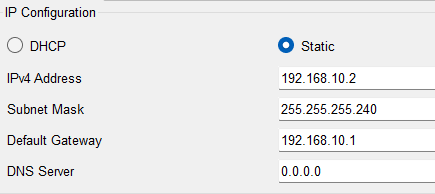 IP Configuration
DHCP Static
IPv4 Address 192.168.10.2
Subnet Mask 255.255.255.240
Default Gateway 192.168.10.1
DNS Server 0.0.0.0